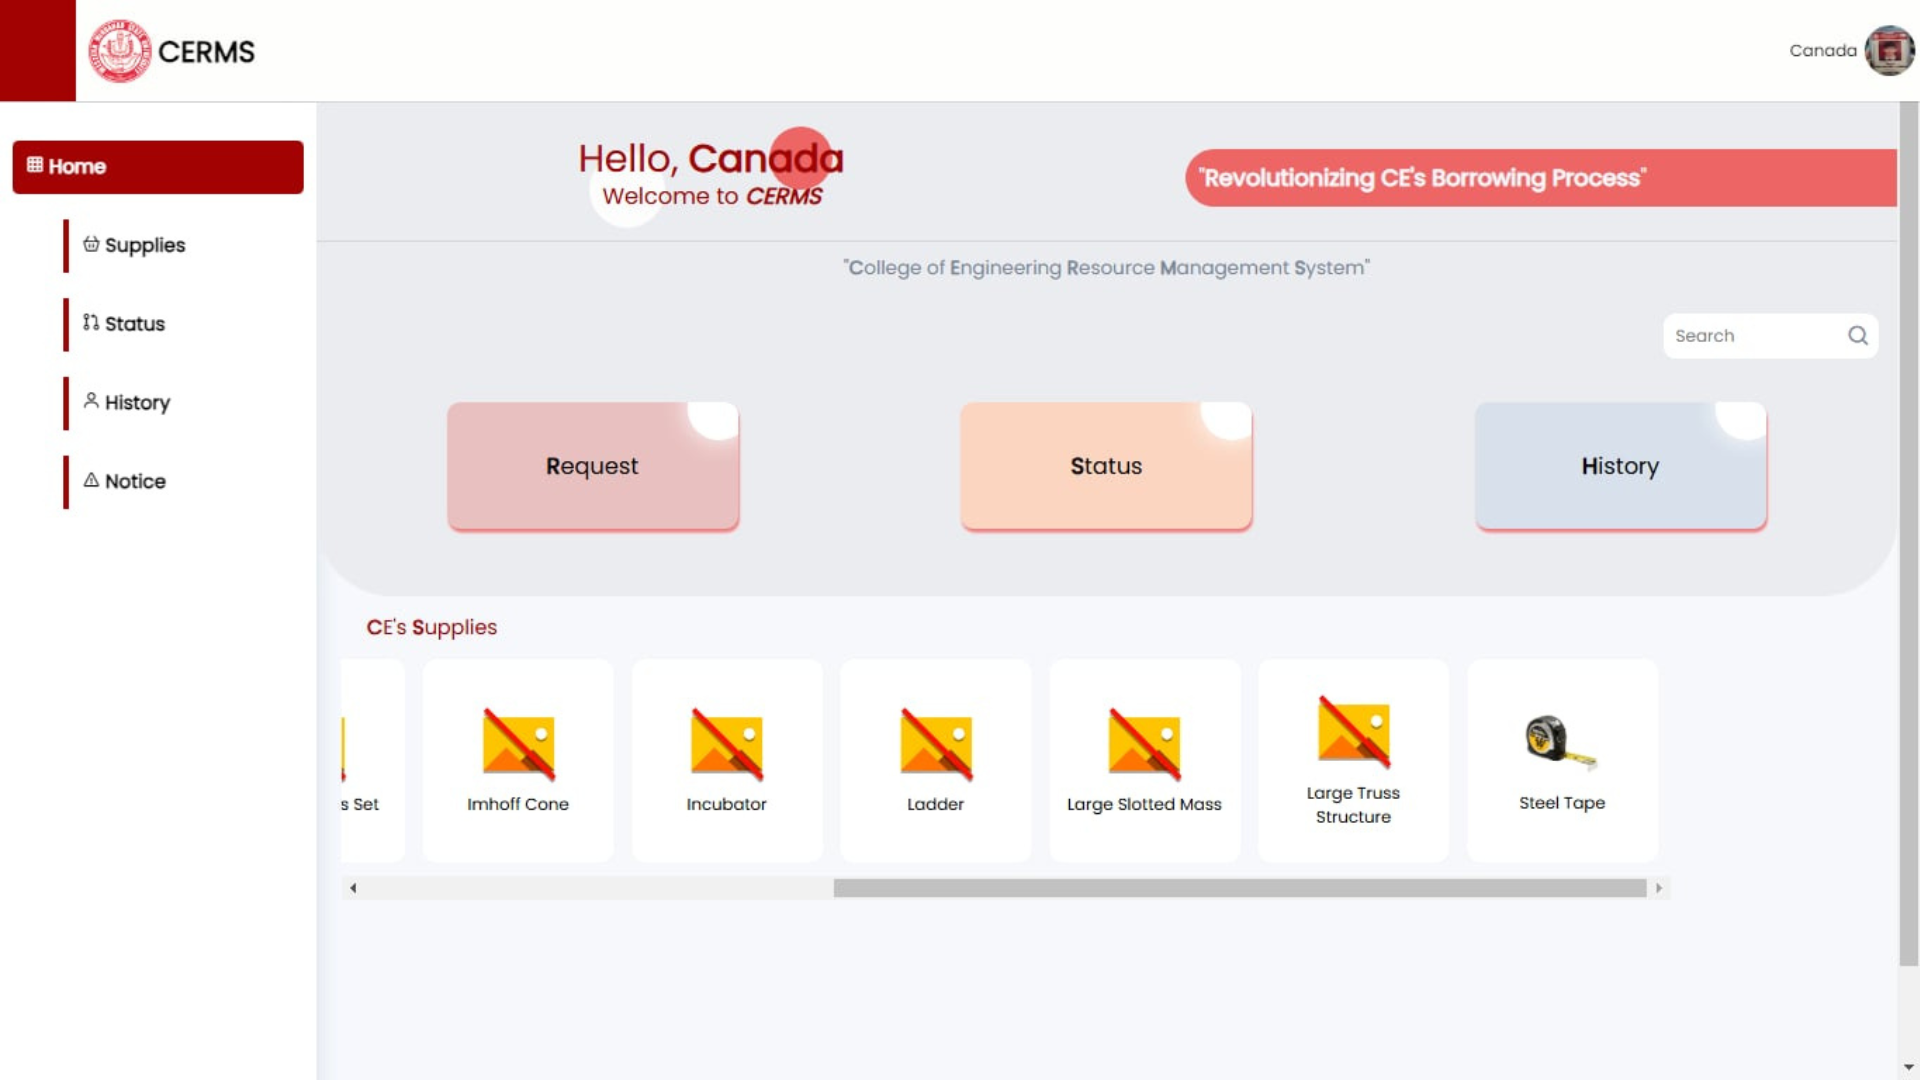 CERMS
Canada
Home
Supplies
Status
History
Notice
Hello, Canada
Welcome to CERMS
"Revolutionizing CE's Borrowing Process"
"College of Engineering Resource Management System"
Search
Request
Status
History
CE's Supplies
s Set
Imhoff Cone
Incubator
Ladder
Large Slotted Mass
Large Truss
Structure
Steel Tape